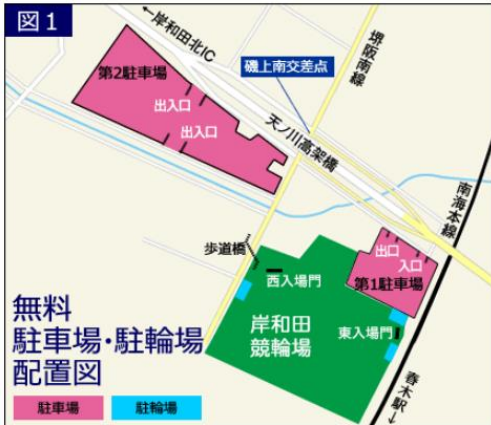 図1
←岸和田北IC
堺阪南線
磯上南交差点
第2駐車場
出入口
出入口
天ノ川高架橋
南海本線
歩道橋
出口
入口
西入場門
第1駐車場
岸和田
競輪場
東入場門
無料
駐車場・駐輪場
配置図
春木駅→
駐車場
駐輪場